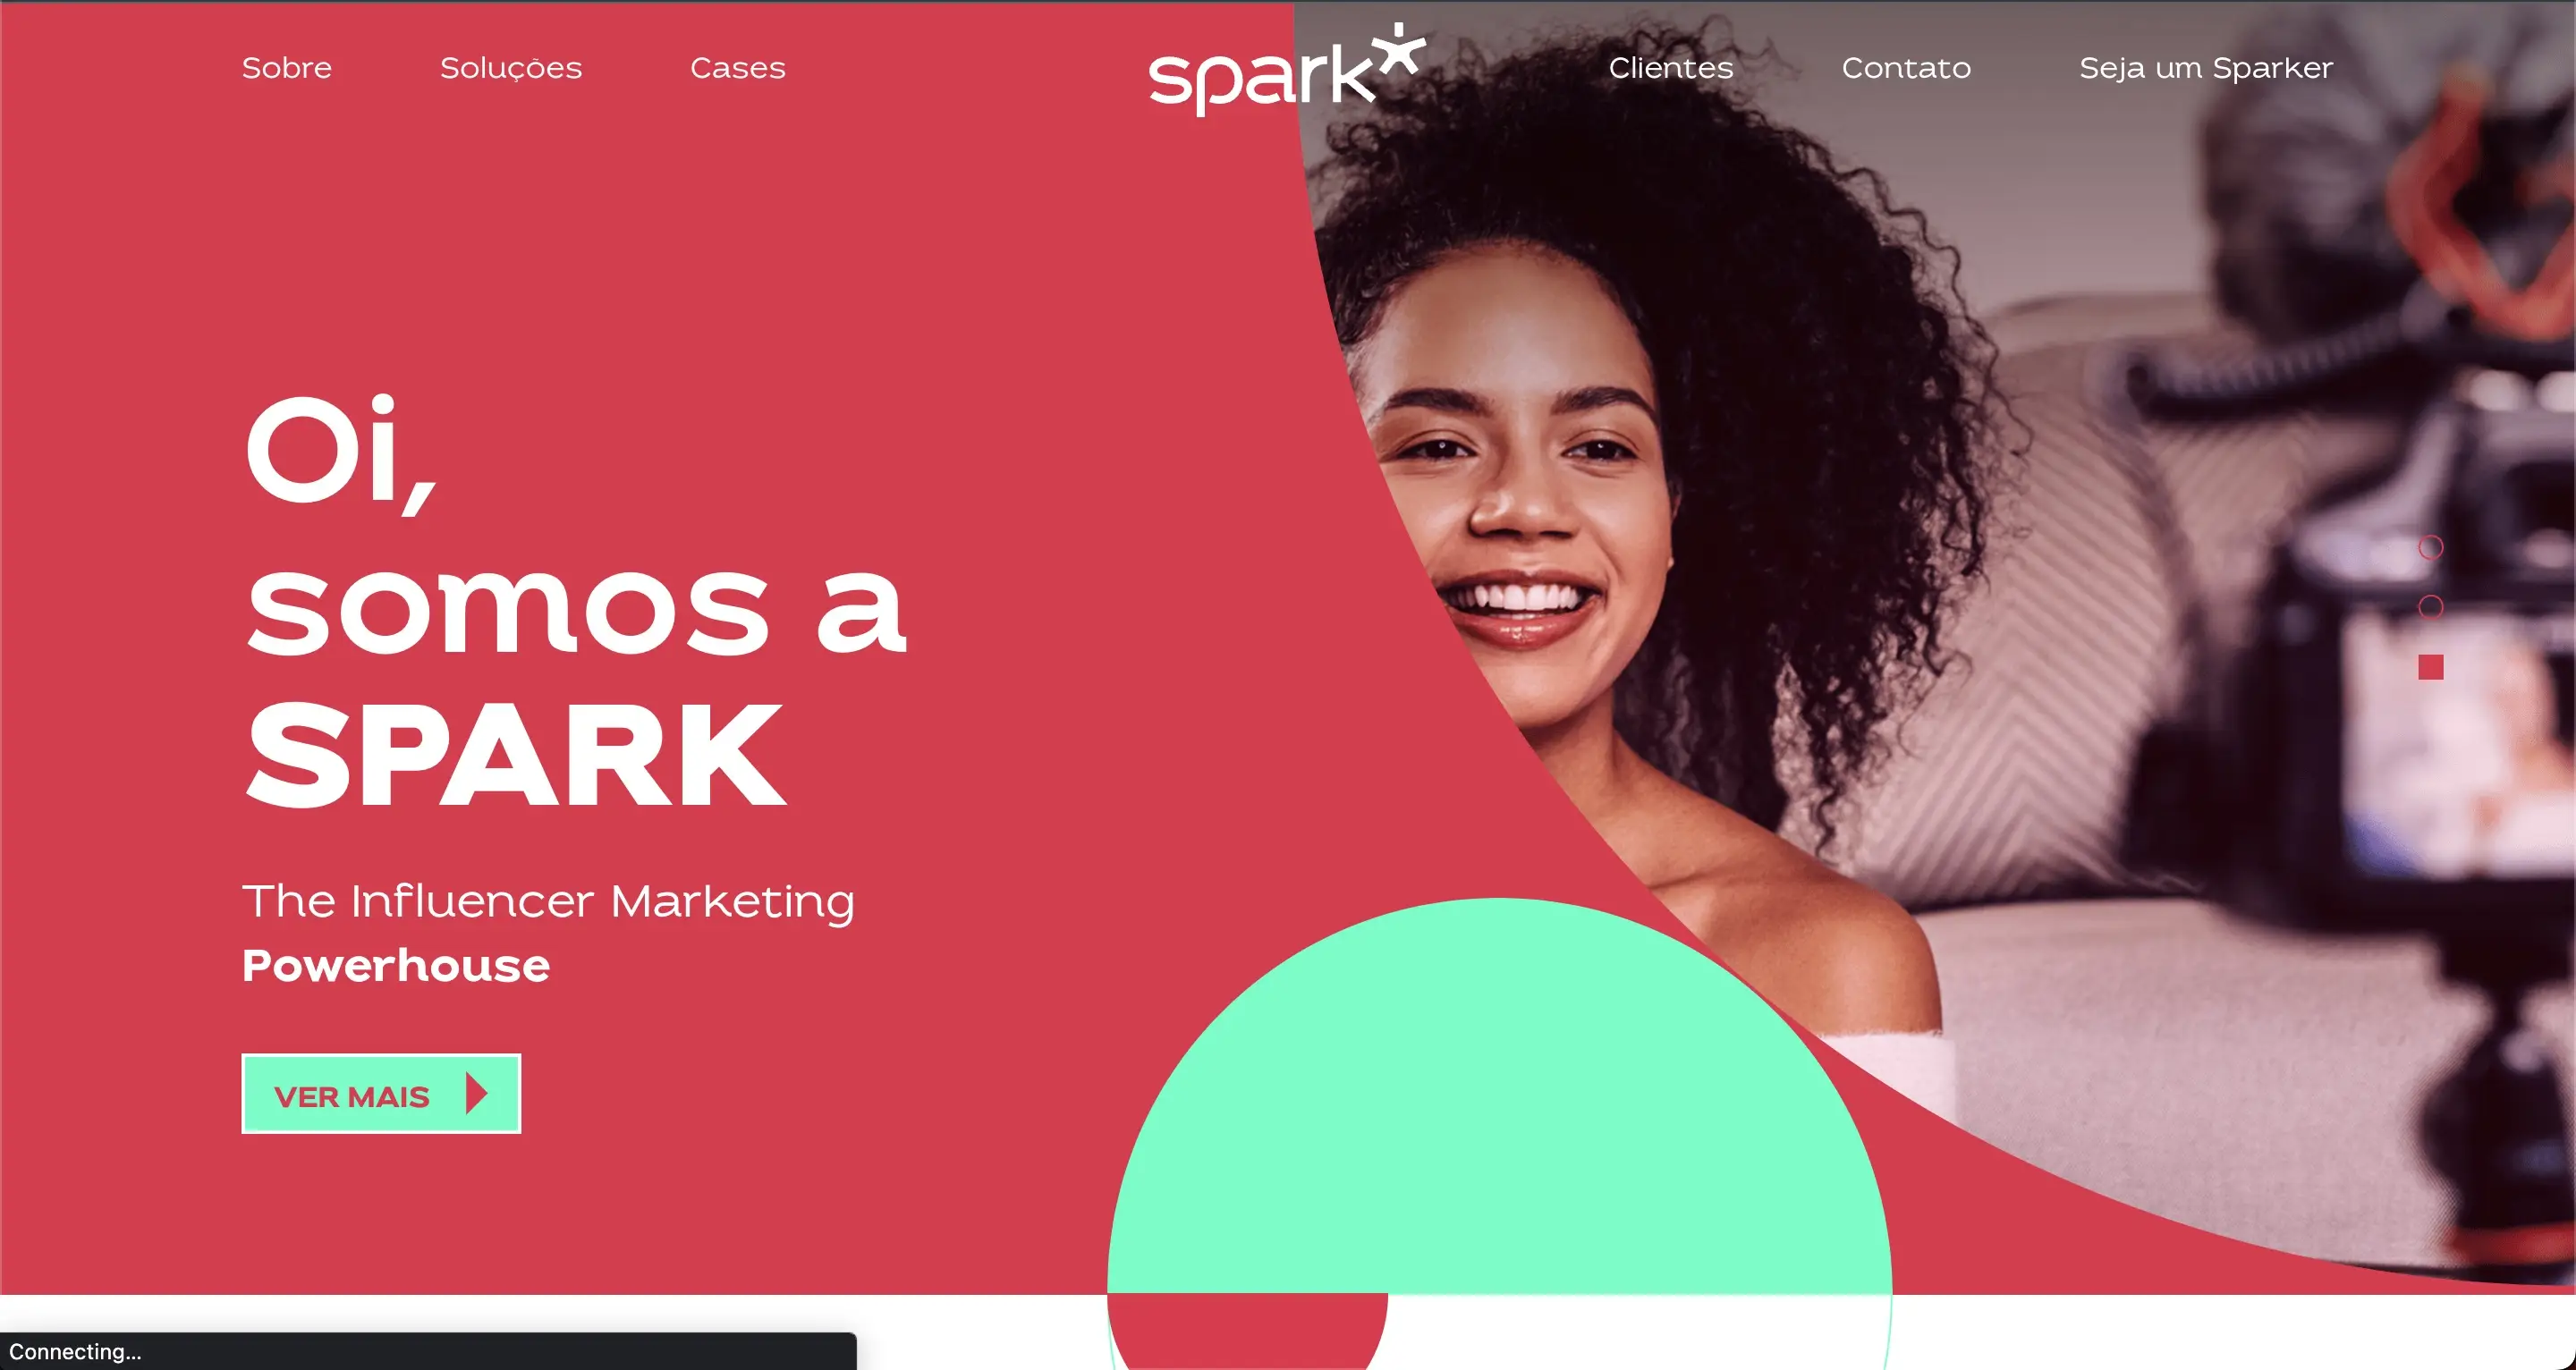 Sobre
Soluções
Cases
spark
Clientes
Contato
Seja um Sparker
Oi,
somos a
SPARK
The Influencer Marketing
Powerhouse
VER MAIS
Connecting...